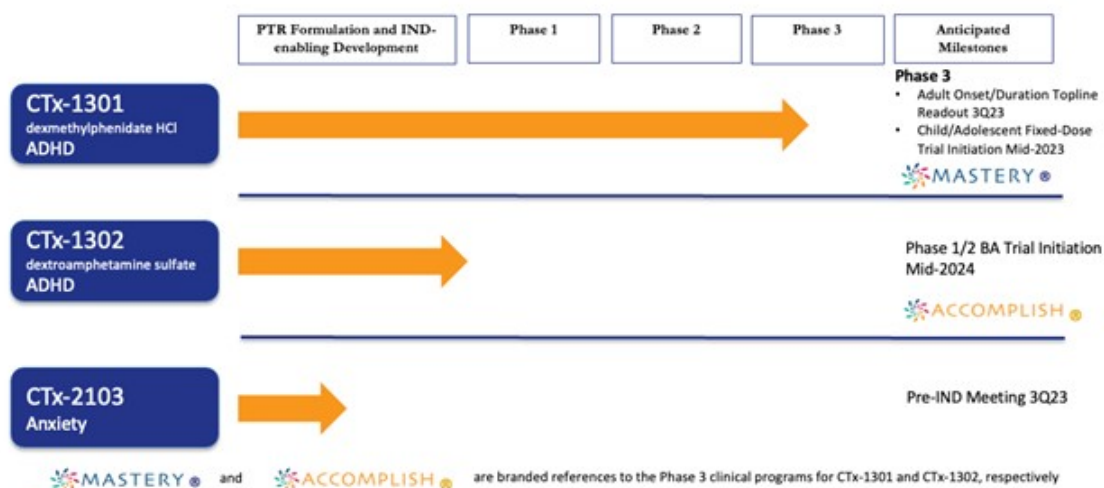 PTR Formulation and IND-
enabling Development
Phase 1
Phase 2
Phase 3
Anticipated
Milestones
CTx-1301
dexmethylphenidate HCl
ADHD
Phase 3
• Adult Onset/Duration Topline
Readout 3Q23
• Child/Adolescent Fixed-Dose
Trial Initiation Mid-2023
MASTERY®
CTx-1302
dextroamphetamine sulfate
ADHD
Phase 1/2 BA Trial Initiation
Mid-2024
ACCOMPLISH®
CTx-2103
Anxiety
Pre-IND Meeting 3Q23
MASTERY® and ACCOMPLISH® are branded references to the Phase 3 clinical programs for CTx-1301 and CTx-1302, respectively